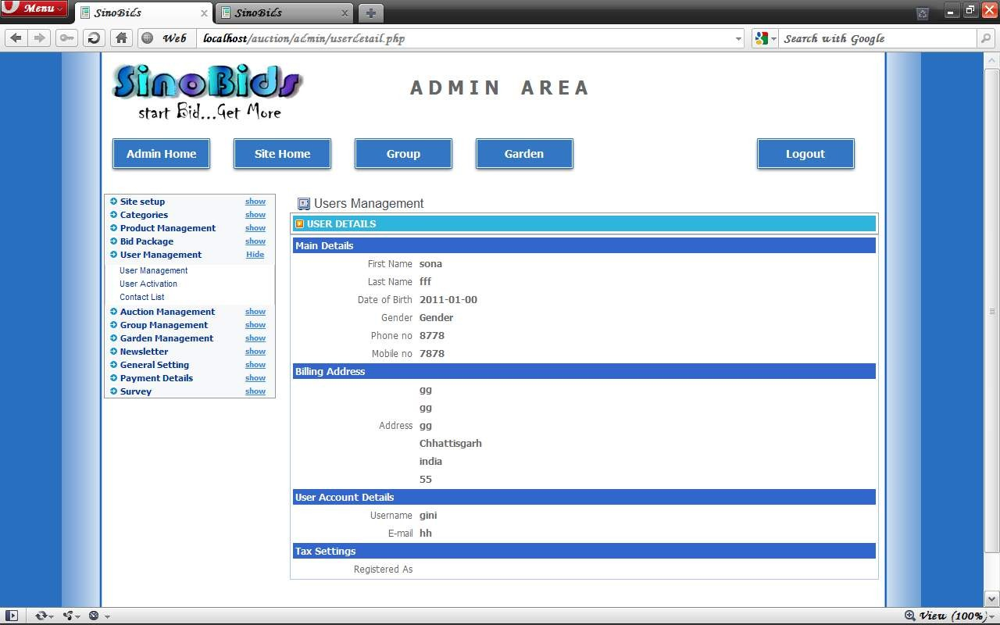 Menu
SinoBids
SinoBids
Web
localhost/auction/admin/userdetail.php
Search with Google
SinoBids
start Bid...Get More
ADMIN AREA
Admin Home
Site Home
Group
Garden
Logout
Site setup show
Categories show
Product Management show
Bid Package show
User Management Hide
User Management
User Activation
Contact List
Auction Management show
Group Management show
Garden Management show
Newsletter show
General Setting show
Payment Details show
Survey show
Users Management
USER DETAILS
Main Details
First Name sona
Last Name fff
Date of Birth 2011-01-00
Gender Gender
Phone no 8778
Mobile no 7878
Billing Address
gg
gg
Address gg
Chhattisgarh
india
55
User Account Details
Username gini
E-mail hh
Tax Settings
Registered As
View (100%)